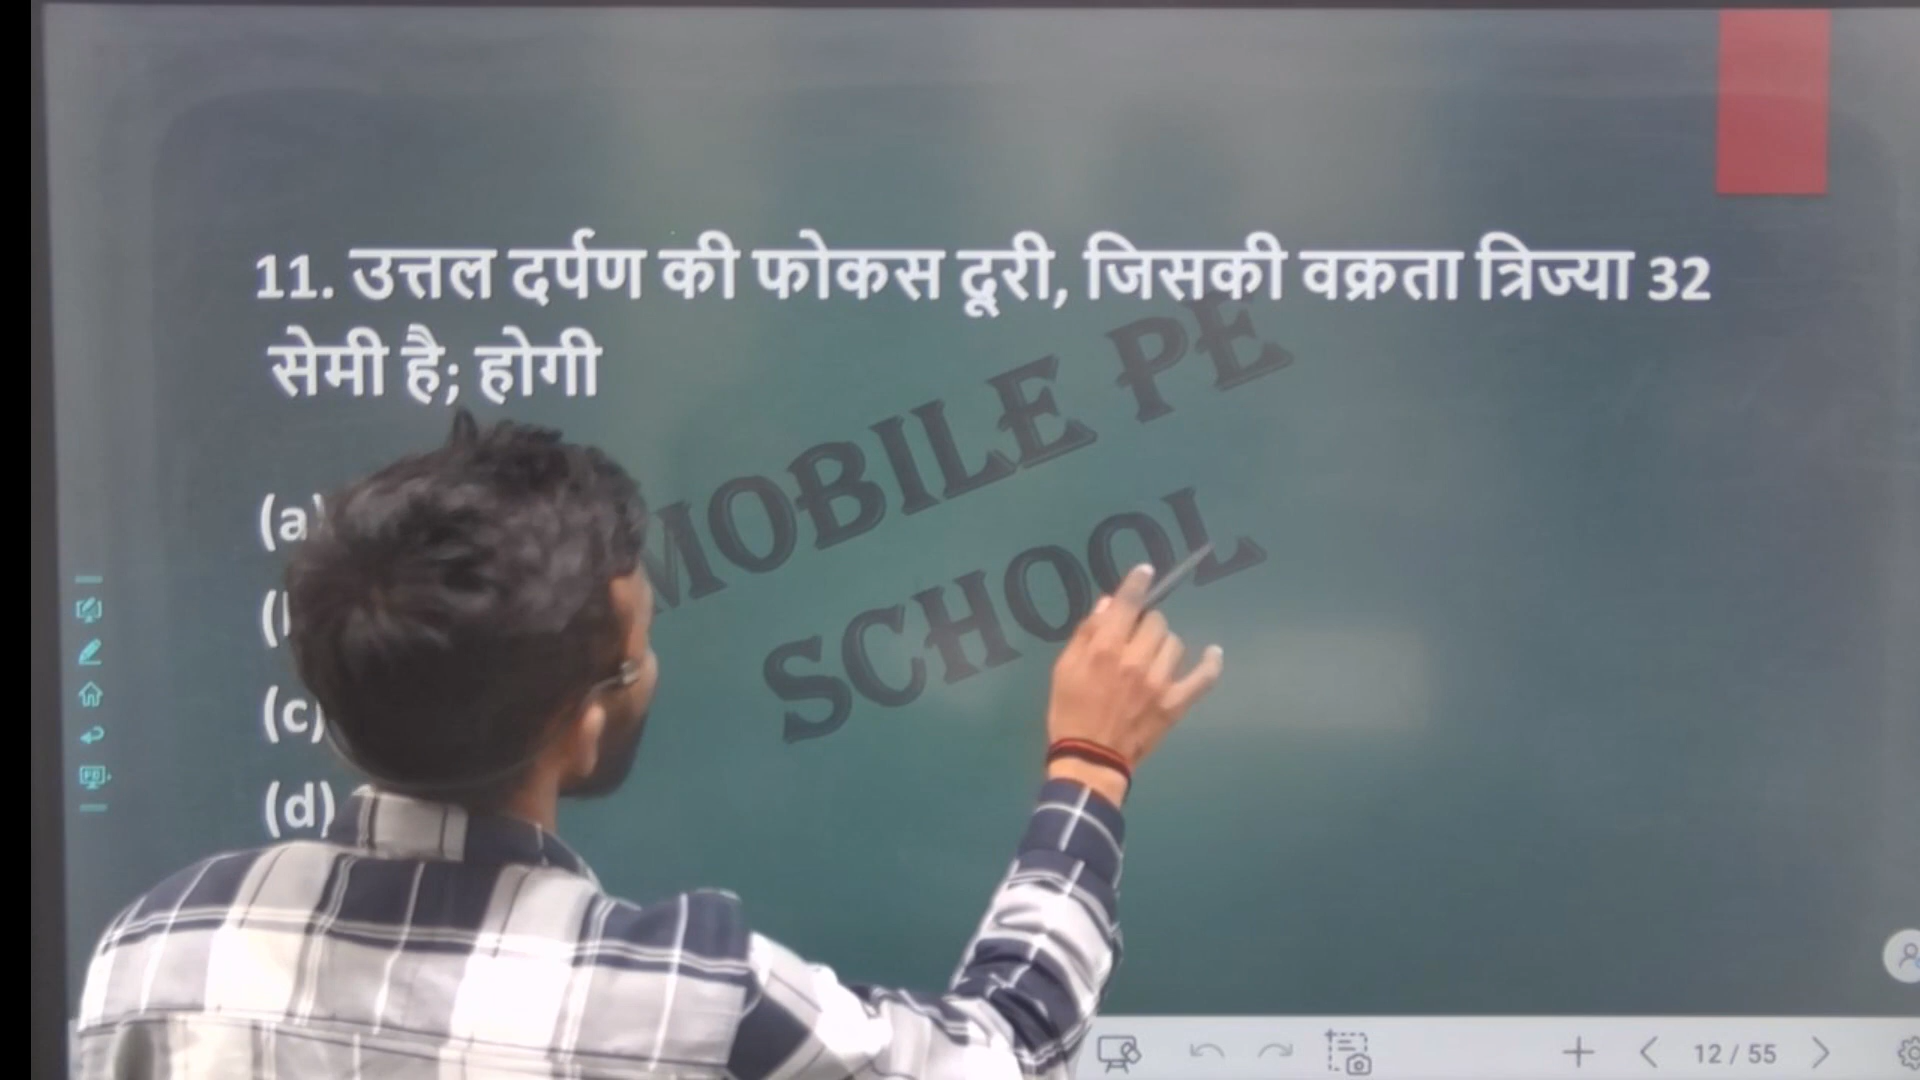 11. उत्तल दर्पण की फोकस दूरी, जिसकी वक्रता त्रिज्या 32
सेमी है; होगी
MOBILE PE
SCHOOL
(a)
(c)
(d)
12 / 55